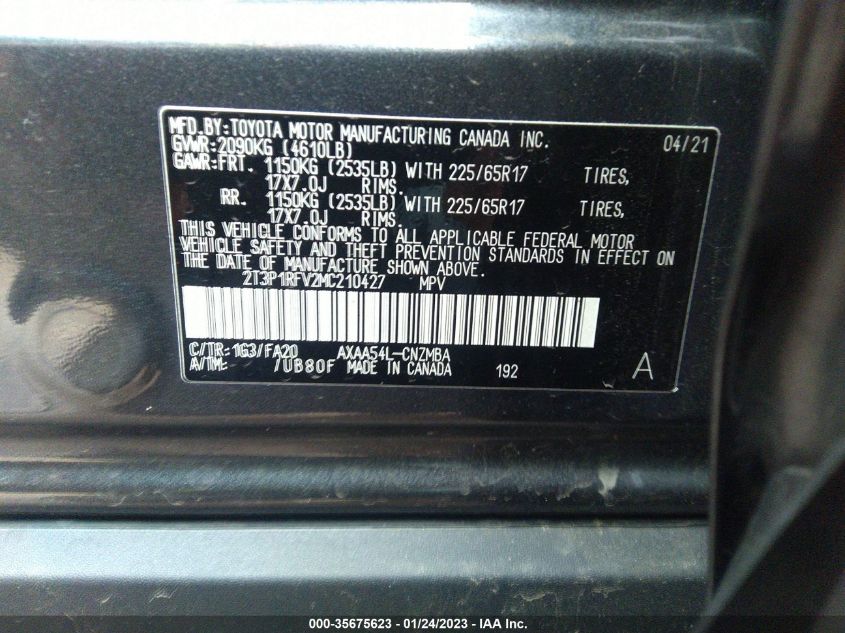 MFD.BY:TOYOTA MOTOR MANUFACTURING CANADA INC. 04/21
GVWR:2090KG (4610LB)
GAWR:FRT. 1150KG (2535LB) WITH 225/65R17 TIRES,
17X7.0J RIMS.
RR. 1150KG (2535LB) WITH 225/65R17 TIRES,
17X7.0J RIMS.
THIS VEHICLE CONFORMS TO ALL APPLICABLE FEDERAL MOTOR
VEHICLE SAFETY AND THEFT PREVENTION STANDARDS IN EFFECT ON
THE DATE OF MANUFACTURE SHOWN ABOVE.
2T3P1RFV2MC210427 MPV
C/TR:1G3/FA20 AXAA54L-CNZMBA
A/TM: /UB80F MADE IN CANADA 192 A
000-35675623 - 01/24/2023 - IAA Inc.